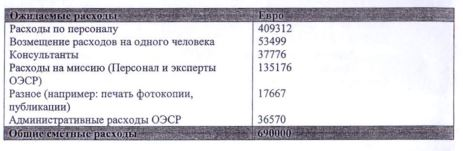 Ожидаемые расходы Евро
Расходы по персоналу 409312
Возмещение расходов на одного человека 53499
Консультанты 37776
Расходы на миссию (Персонал и эксперты 135176
ОЭСР)
Разное (например: печать фотокопии, 17667
публикации)
Административные расходы ОЭСР 36570
Общие сметные расходы 690000